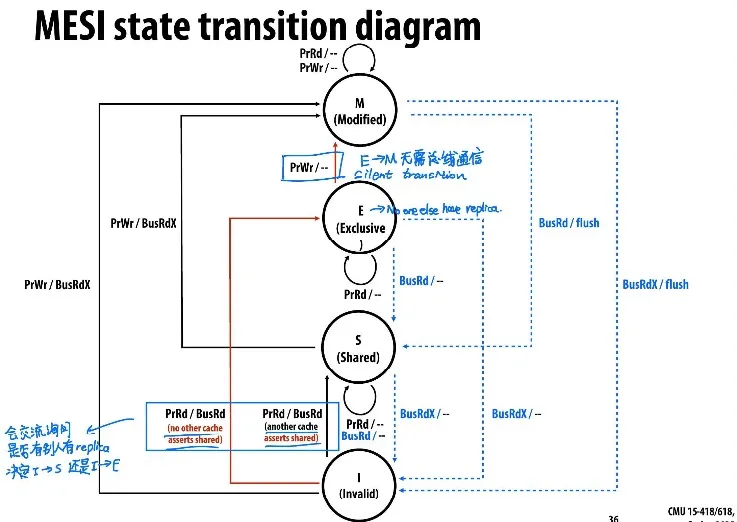 MESI state transition diagram
PrRd / --
PrWr / --
M
(Modified)
PrWr / --
E→M 无需总线通信
silent transition
E
(Exclusive
)
→No one else have replica.
PrWr / BusRdX
PrWr / BusRdX
BusRd / flush
BusRdX / flush
PrRd / --
BusRd / --
S
(Shared)
PrRd / BusRd
(no other cache
asserts shared)
PrRd / BusRd
(another cache
asserts shared)
PrRd / --
BusRd / --
BusRdX / --
BusRdX / --
会交流询问
是否有别人有replica
决定 I→S 还是 I→E
I
(Invalid)
36
CMU 15-418/618,